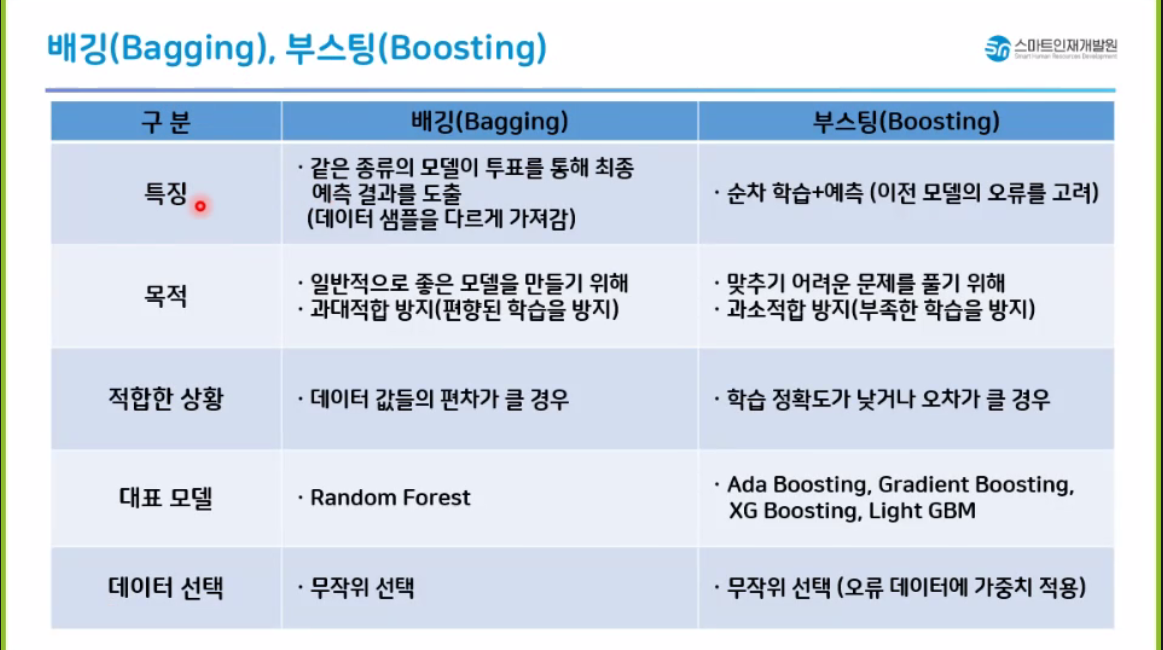 배깅(Bagging), 부스팅(Boosting)
스마트인재개발원
Smart Human Resources Development
구 분
배깅(Bagging)
부스팅(Boosting)
특징
· 같은 종류의 모델이 투표를 통해 최종
예측 결과를 도출
(데이터 샘플을 다르게 가져감)
· 순차 학습+예측 (이전 모델의 오류를 고려)
목적
· 일반적으로 좋은 모델을 만들기 위해
· 과대적합 방지(편향된 학습을 방지)
· 맞추기 어려운 문제를 풀기 위해
· 과소적합 방지(부족한 학습을 방지)
적합한 상황
· 데이터 값들의 편차가 클 경우
· 학습 정확도가 낮거나 오차가 클 경우
대표 모델
· Random Forest
· Ada Boosting, Gradient Boosting,
XG Boosting, Light GBM
데이터 선택
· 무작위 선택
· 무작위 선택 (오류 데이터에 가중치 적용)